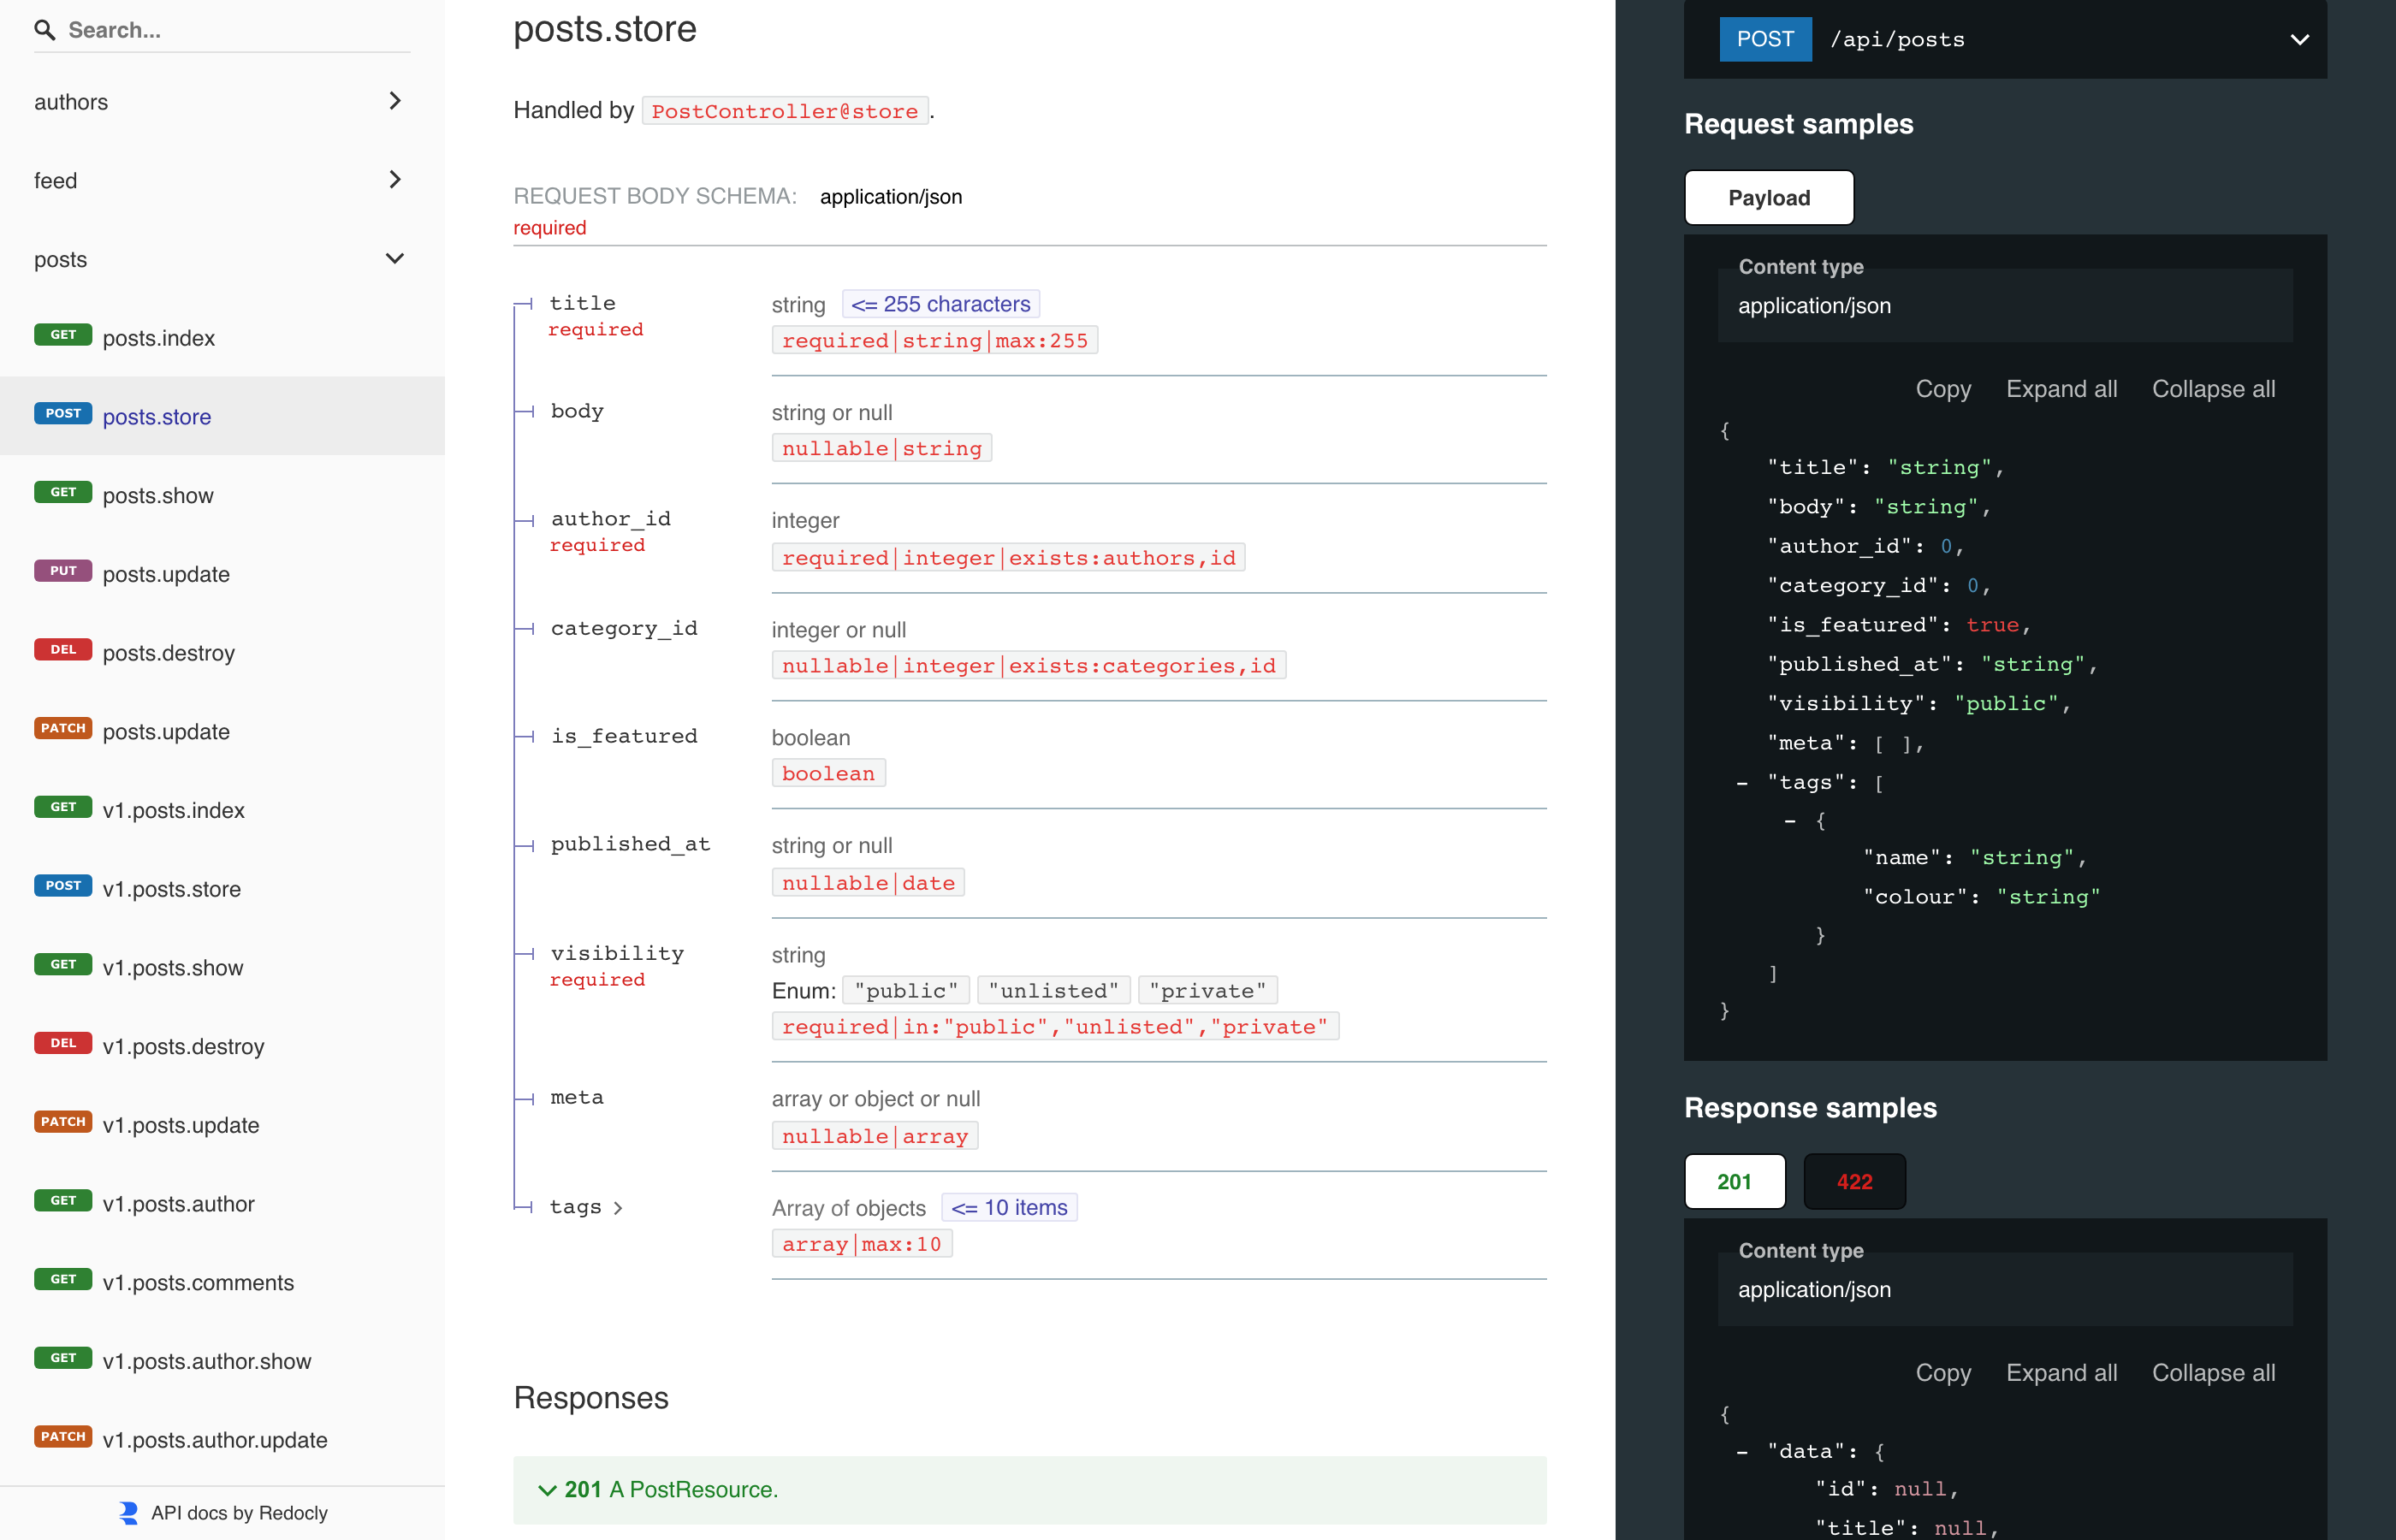 Search...
authors
feed
posts
GET posts.index
POST posts.store
GET posts.show
PUT posts.update
DEL posts.destroy
PATCH posts.update
GET v1.posts.index
POST v1.posts.store
GET v1.posts.show
DEL v1.posts.destroy
PATCH v1.posts.update
GET v1.posts.author
GET v1.posts.comments
GET v1.posts.author.show
PATCH v1.posts.author.update
API docs by Redocly
posts.store
Handled by PostController@store.
REQUEST BODY SCHEMA: application/json
required
title string <= 255 characters
required required|string|max:255
body string or null
nullable|string
author_id integer
required required|integer|exists:authors,id
category_id integer or null
nullable|integer|exists:categories,id
is_featured boolean
boolean
published_at string or null
nullable|date
visibility string
required Enum: "public" "unlisted" "private"
required|in:"public","unlisted","private"
meta array or object or null
nullable|array
tags Array of objects <= 10 items
array|max:10
Responses
201 A PostResource.
POST /api/posts
Request samples
Payload
Content type
application/json
Copy Expand all Collapse all
{
"title": "string",
"body": "string",
"author_id": 0,
"category_id": 0,
"is_featured": true,
"published_at": "string",
"visibility": "public",
"meta": [ ],
- "tags": [
- {
"name": "string",
"colour": "string"
}
]
}
Response samples
201 422
Content type
application/json
Copy Expand all Collapse all
{
- "data": {
"id": null,
"title": null,